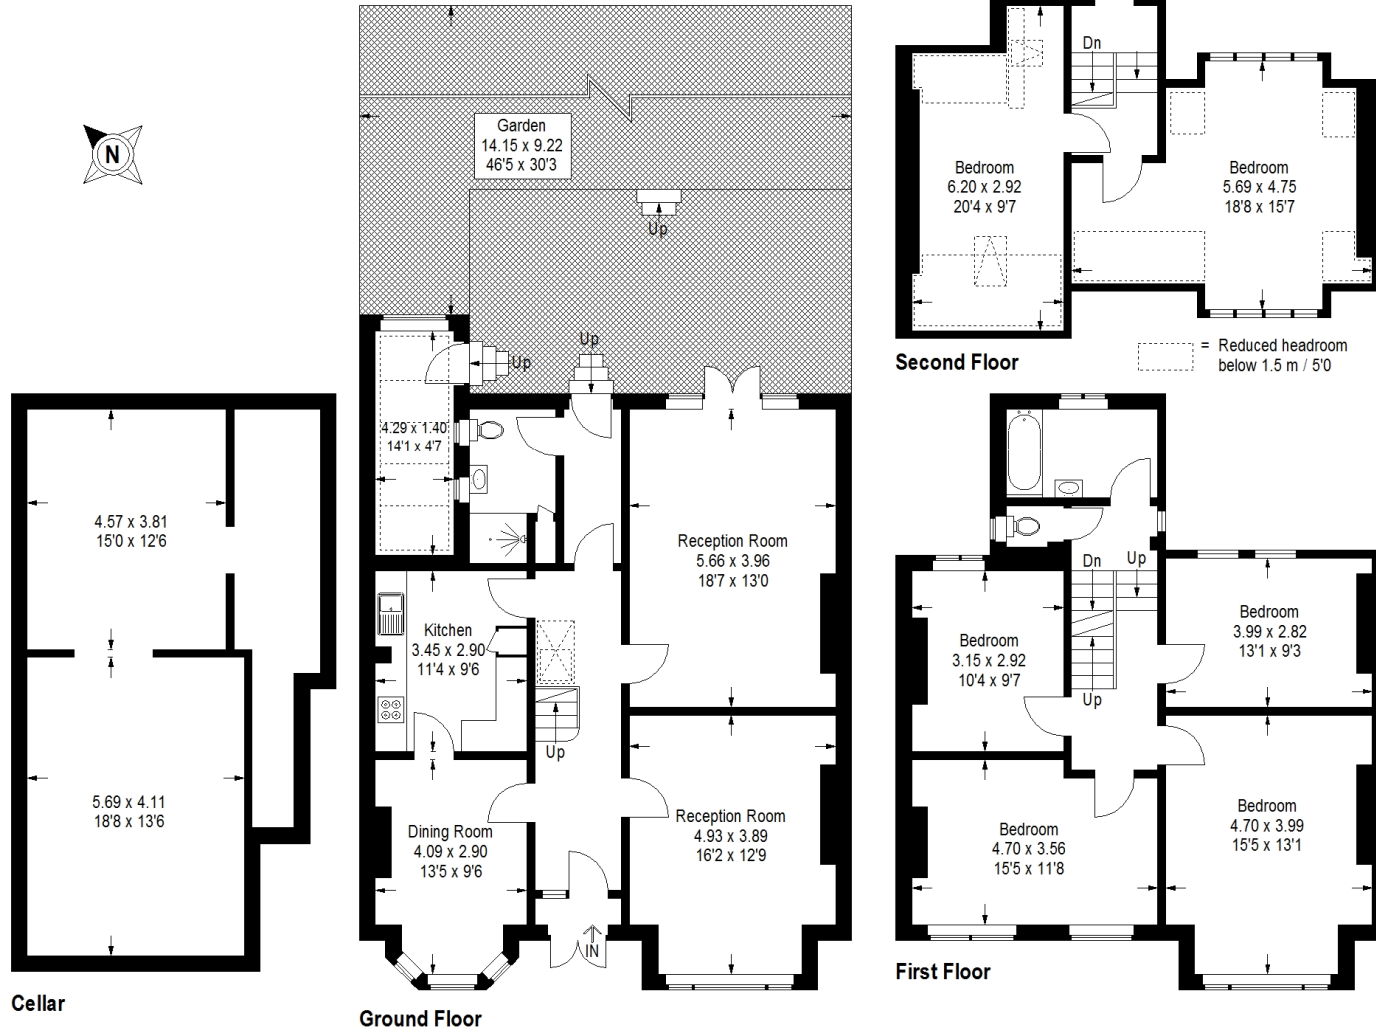 N
Garden
14.15 x 9.22
46'5 x 30'3
Up
Up
Up
4.29 x 1.40
14'1 x 4'7
Reception Room
5.66 x 3.96
18'7 x 13'0
Kitchen
3.45 x 2.90
11'4 x 9'6
Up
Dining Room
4.09 x 2.90
13'5 x 9'6
Reception Room
4.93 x 3.89
16'2 x 12'9
IN
Ground Floor
4.57 x 3.81
15'0 x 12'6
5.69 x 4.11
18'8 x 13'6
Cellar
Dn
Bedroom
6.20 x 2.92
20'4 x 9'7
Bedroom
5.69 x 4.75
18'8 x 15'7
Second Floor
= Reduced headroom
below 1.5 m / 5'0
Dn
Up
Bedroom
3.99 x 2.82
13'1 x 9'3
Bedroom
3.15 x 2.92
10'4 x 9'7
Up
Bedroom
4.70 x 3.56
15'5 x 11'8
Bedroom
4.70 x 3.99
15'5 x 13'1
First Floor